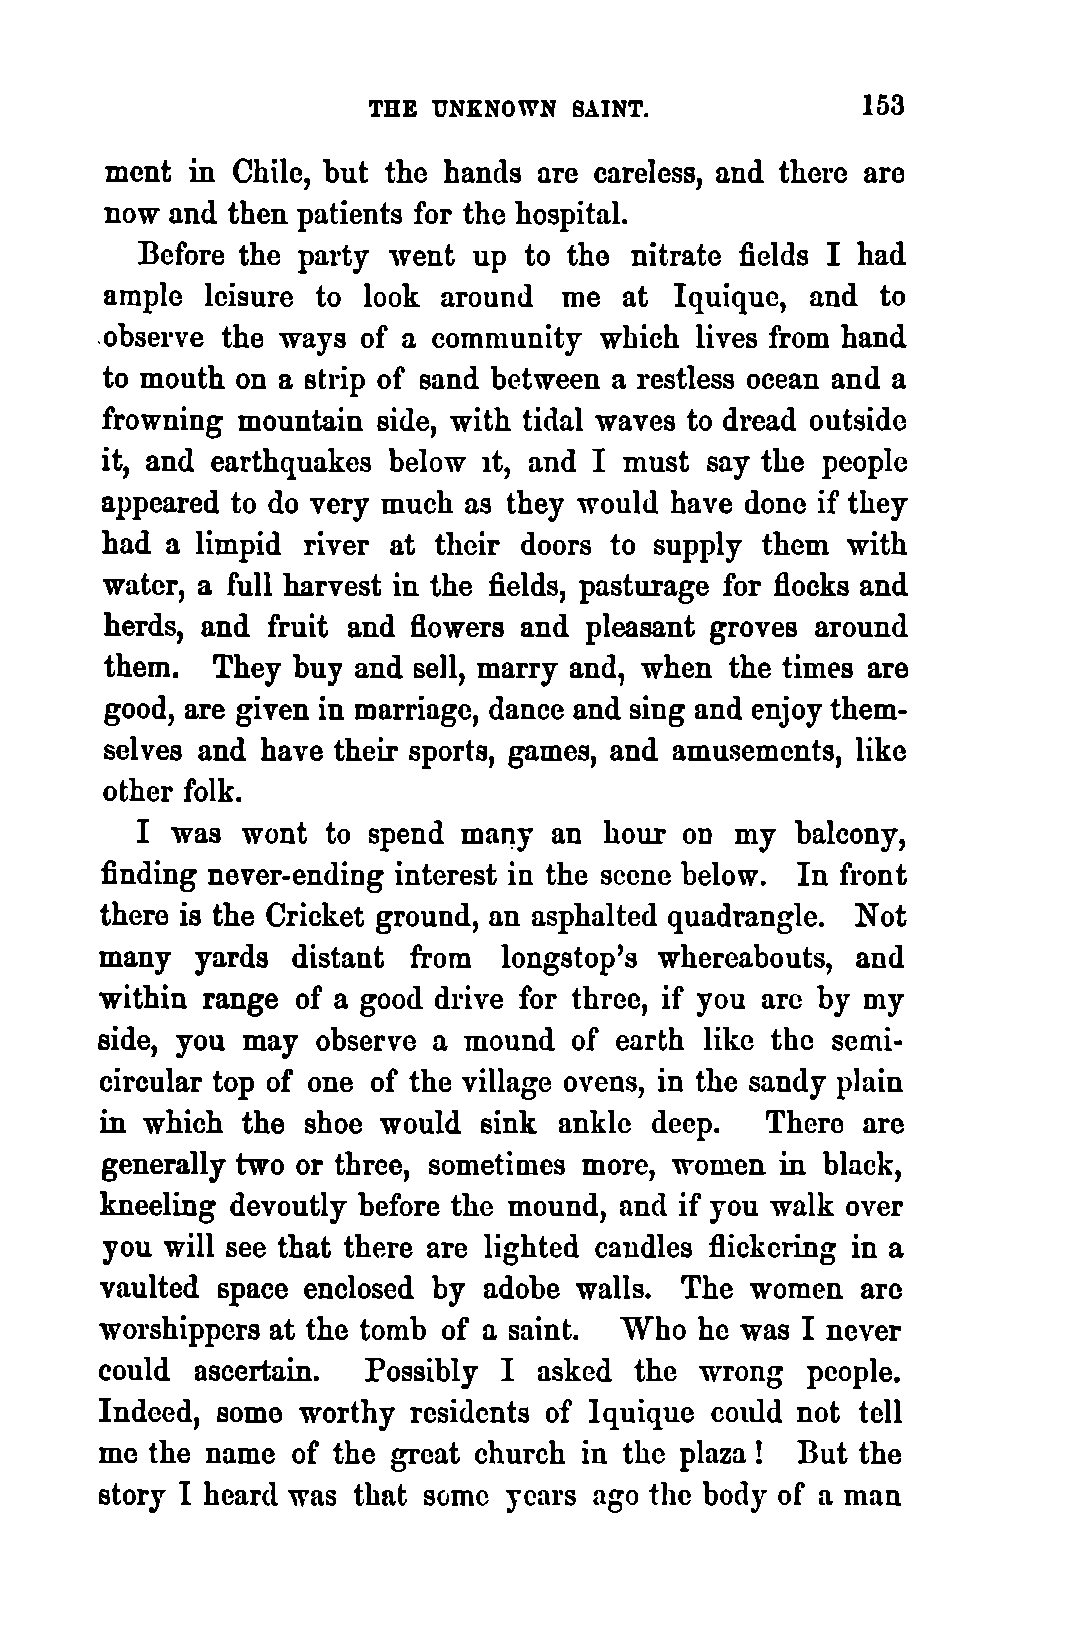 THE UNKNOWN SAINT. 153
ment in Chile, but the hands are careless, and there are
now and then patients for the hospital.
Before the party went up to the nitrate fields I had
ample leisure to look around me at Iquique, and to
observe the ways of a community which lives from hand
to mouth on a strip of sand between a restless ocean and a
frowning mountain side, with tidal waves to dread outside
it, and earthquakes below it, and I must say the people
appeared to do very much as they would have done if they
had a limpid river at their doors to supply them with
water, a full harvest in the fields, pasturage for flocks and
herds, and fruit and flowers and pleasant groves around
them. They buy and sell, marry and, when the times are
good, are given in marriage, dance and sing and enjoy them-
selves and have their sports, games, and amusements, like
other folk.
I was wont to spend many an hour on my balcony,
finding never-ending interest in the scene below. In front
there is the Cricket ground, an asphalted quadrangle. Not
many yards distant from longstop's whereabouts, and
within range of a good drive for three, if you are by my
side, you may observe a mound of earth like the semi-
circular top of one of the village ovens, in the sandy plain
in which the shoe would sink ankle deep. There are
generally two or three, sometimes more, women in black,
kneeling devoutly before the mound, and if you walk over
you will see that there are lighted candles flickering in a
vaulted space enclosed by adobe walls. The women are
worshippers at the tomb of a saint. Who he was I never
could ascertain. Possibly I asked the wrong people.
Indeed, some worthy residents of Iquique could not tell
me the name of the great church in the plaza! But the
story I heard was that some years ago the body of a man